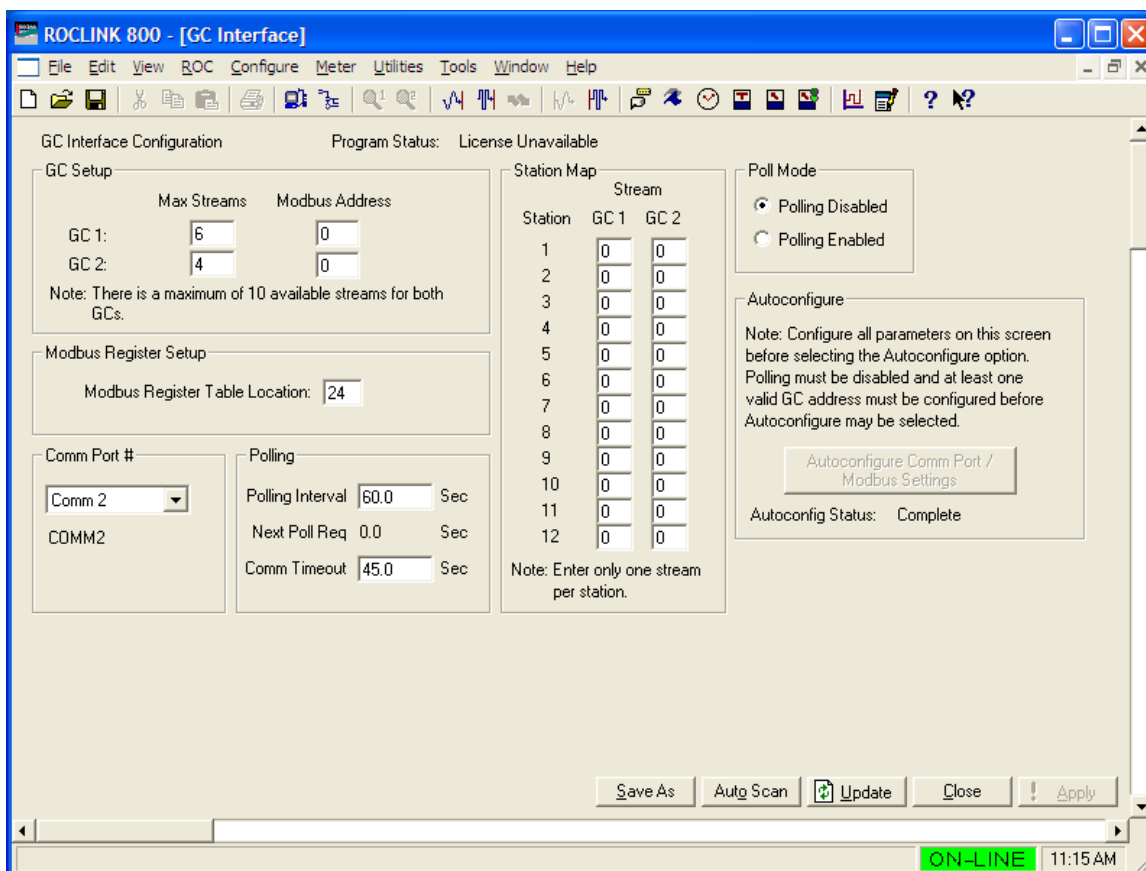 ROCLINK 800 - [GC Interface]
File Edit View ROC Configure Meter Utilities Tools Window Help
GC Interface Configuration Program Status: License Unavailable
GC Setup
Max Streams Modbus Address
GC 1: 6 0
GC 2: 4 0
Note: There is a maximum of 10 available streams for both
GCs.
Modbus Register Setup
Modbus Register Table Location: 24
Comm Port #
Comm 2
COMM2
Polling
Polling Interval 60.0 Sec
Next Poll Req 0.0 Sec
Comm Timeout 45.0 Sec
Station Map
Stream
Station GC 1 GC 2
1 0 0
2 0 0
3 0 0
4 0 0
5 0 0
6 0 0
7 0 0
8 0 0
9 0 0
10 0 0
11 0 0
12 0 0
Note: Enter only one stream
per station.
Poll Mode
Polling Disabled
Polling Enabled
Autoconfigure
Note: Configure all parameters on this screen
before selecting the Autoconfigure option.
Polling must be disabled and at least one
valid GC address must be configured before
Autoconfigure may be selected.
Autoconfigure Comm Port /
Modbus Settings
Autoconfig Status: Complete
Save As Auto Scan Update Close ! Apply
ON-LINE 11:15 AM